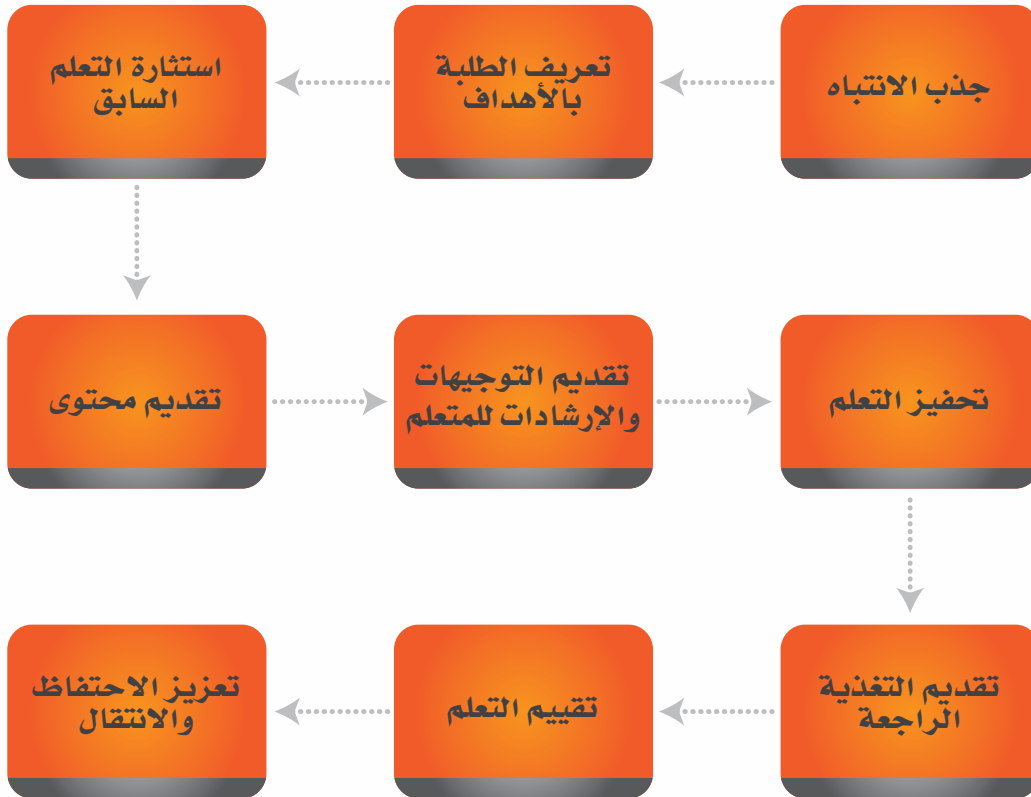 جذب الانتباه
تعريف الطلبة
بالأهداف
استثارة التعلم
السابق
تقديم محتوى
تقديم التوجيهات
والإرشادات للمتعلم
تحفيز التعلم
تقديم التغذية
الراجعة
تقييم التعلم
تعزيز الاحتفاظ
والانتقال